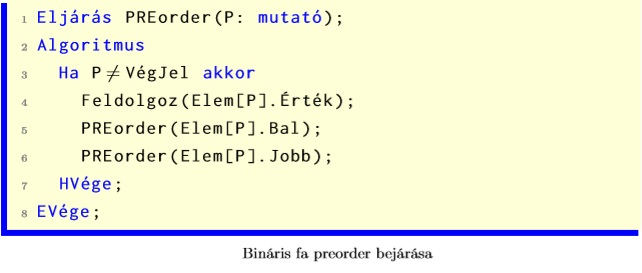 1 Eljárás PREorder(P: mutató);
2 Algoritmus
3 Ha P≠VégJel akkor
4 Feldolgoz(Elem[P].Érték);
5 PREorder(Elem[P].Bal);
6 PREorder(Elem[P].Jobb);
7 HVége;
8 EVége;
Bináris fa preorder bejárása